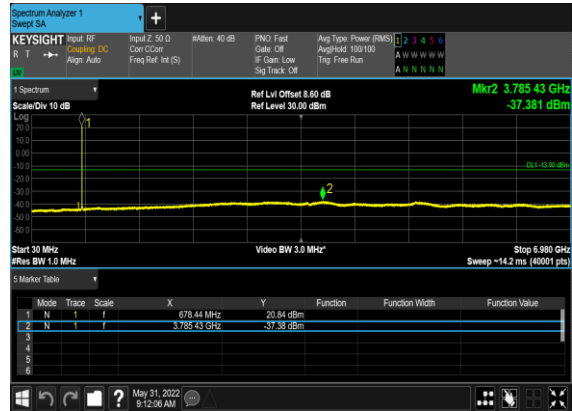 Spectrum Analyzer 1
Swept SA
+
KEYSIGHT Input: RF Input Z: 50 Ω #Atten: 40 dB PNO: Fast Avg Type: Power (RMS) 1 2 3 4 5 6
R T Coupling: DC Corr CCorr Gate: Off Avg|Hold: 100/100 A W W W W W
Align: Auto Freq Ref: Int (S) IF Gain: Low Trig: Free Run
Sig Track: Off A N N N N N
1 Spectrum Ref Lvl Offset 8.60 dB Mkr2 3.785 43 GHz
Scale/Div 10 dB Ref Level 30.00 dBm -37.381 dBm
Log
20.0 1
10.0
0.00
-10.0 DL1 -13.00 dBm
-20.0
-30.0 2
-40.0
-50.0
-60.0
Start 30 MHz Video BW 3.0 MHz* Stop 6.980 GHz
#Res BW 1.0 MHz Sweep ~14.2 ms (40001 pts)
5 Marker Table
Mode Trace Scale X Y Function Function Width Function Value
1 N 1 f 678.44 MHz 20.84 dBm
2 N 1 f 3.785 43 GHz -37.38 dBm
3
4
5
6
? May 31, 2022
9:12:06 AM